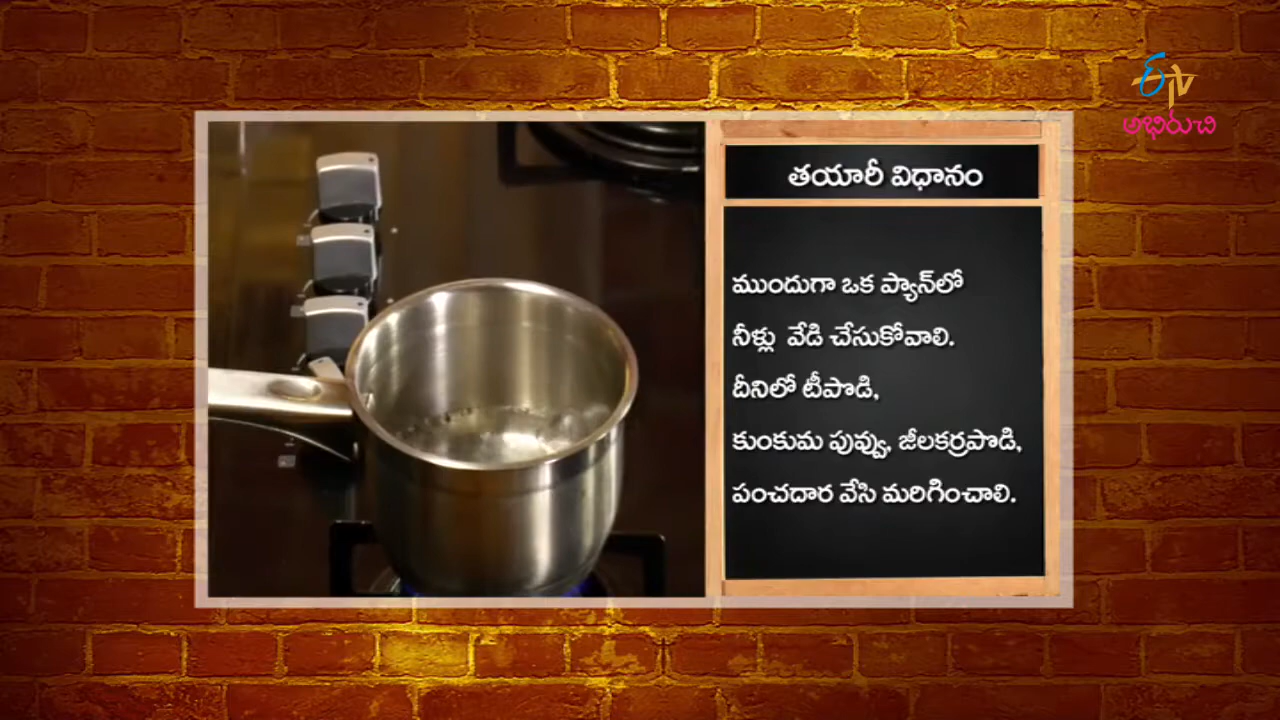 ETV
అభిరుచి
తయారీ విధానం
ముందుగా ఒక ప్యాన్‌లో
నీళ్లు వేడి చేసుకోవాలి.
దీనిలో టీపొడి,
కుంకుమ పువ్వు, జీలకర్రపొడి,
పంచదార వేసి మరిగించాలి.